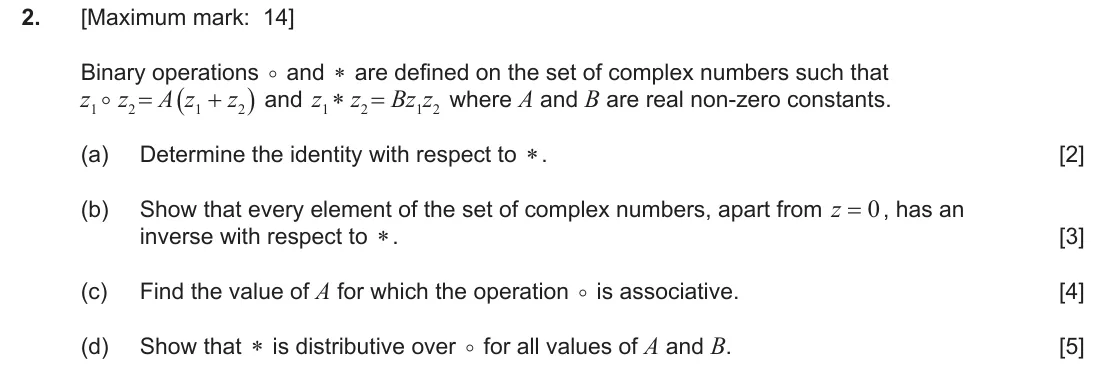 2. [Maximum mark: 14]
Binary operations ∘ and * are defined on the set of complex numbers such that
z₁ ∘ z₂ = A(z₁ + z₂) and z₁ * z₂ = Bz₁z₂ where A and B are real non-zero constants.
(a) Determine the identity with respect to *. [2]
(b) Show that every element of the set of complex numbers, apart from z = 0, has an
inverse with respect to *. [3]
(c) Find the value of A for which the operation ∘ is associative. [4]
(d) Show that * is distributive over ∘ for all values of A and B. [5]